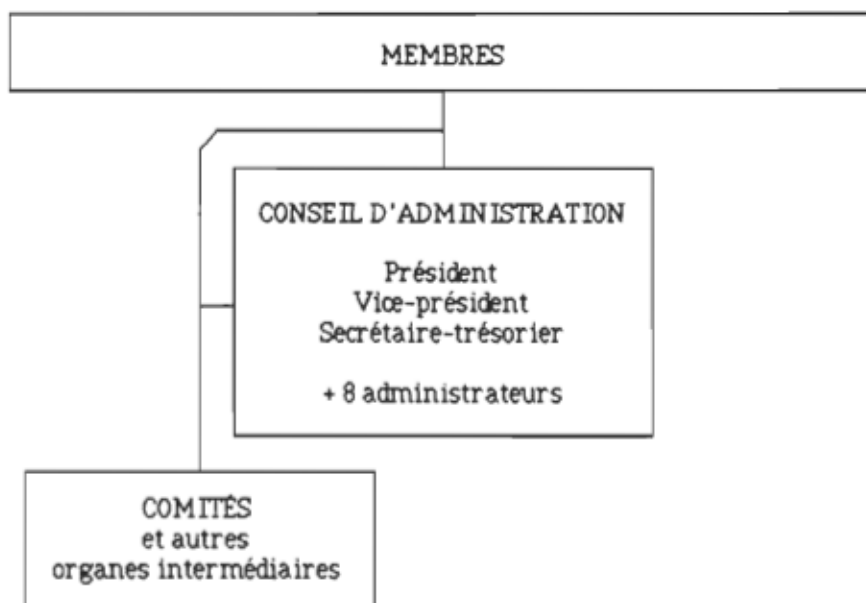 MEMBRES
CONSEIL D'ADMINISTRATION
Président
Vice-président
Secrétaire-trésorier
+ 8 administrateurs
COMITÉS
et autres
organes intermédiaires